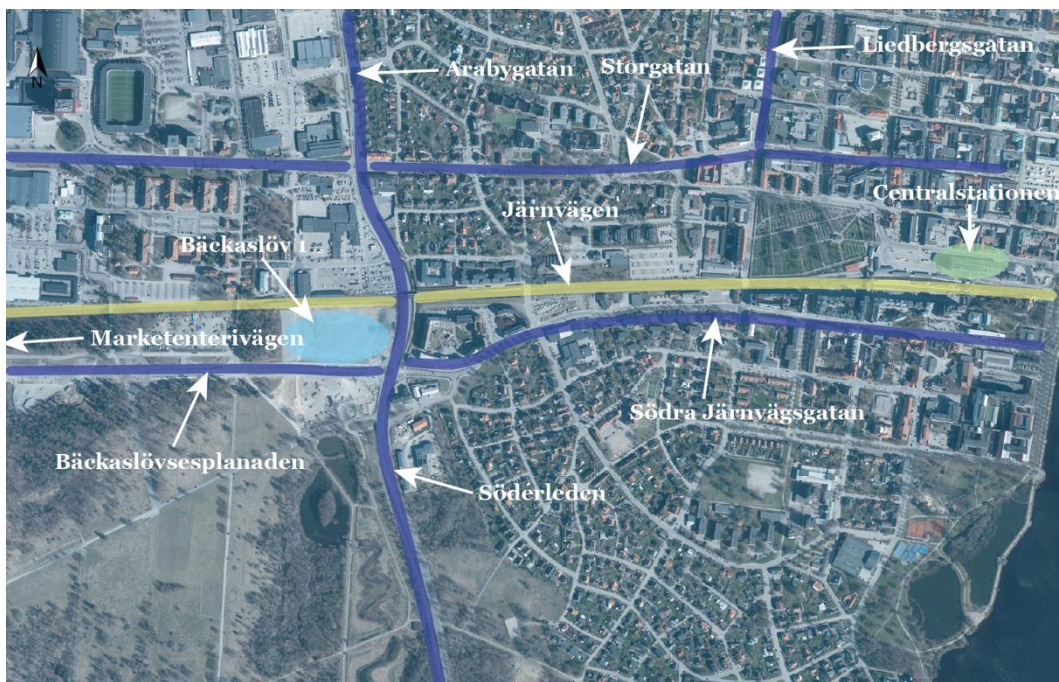 Liedbergsgatan
Arabygatan
Storgatan
N
Centralstationen
Järnvägen
Bäckaslöv 1
Marketenterivägen
Södra Järnvägsgatan
Bäckaslövsesplanaden
Söderleden